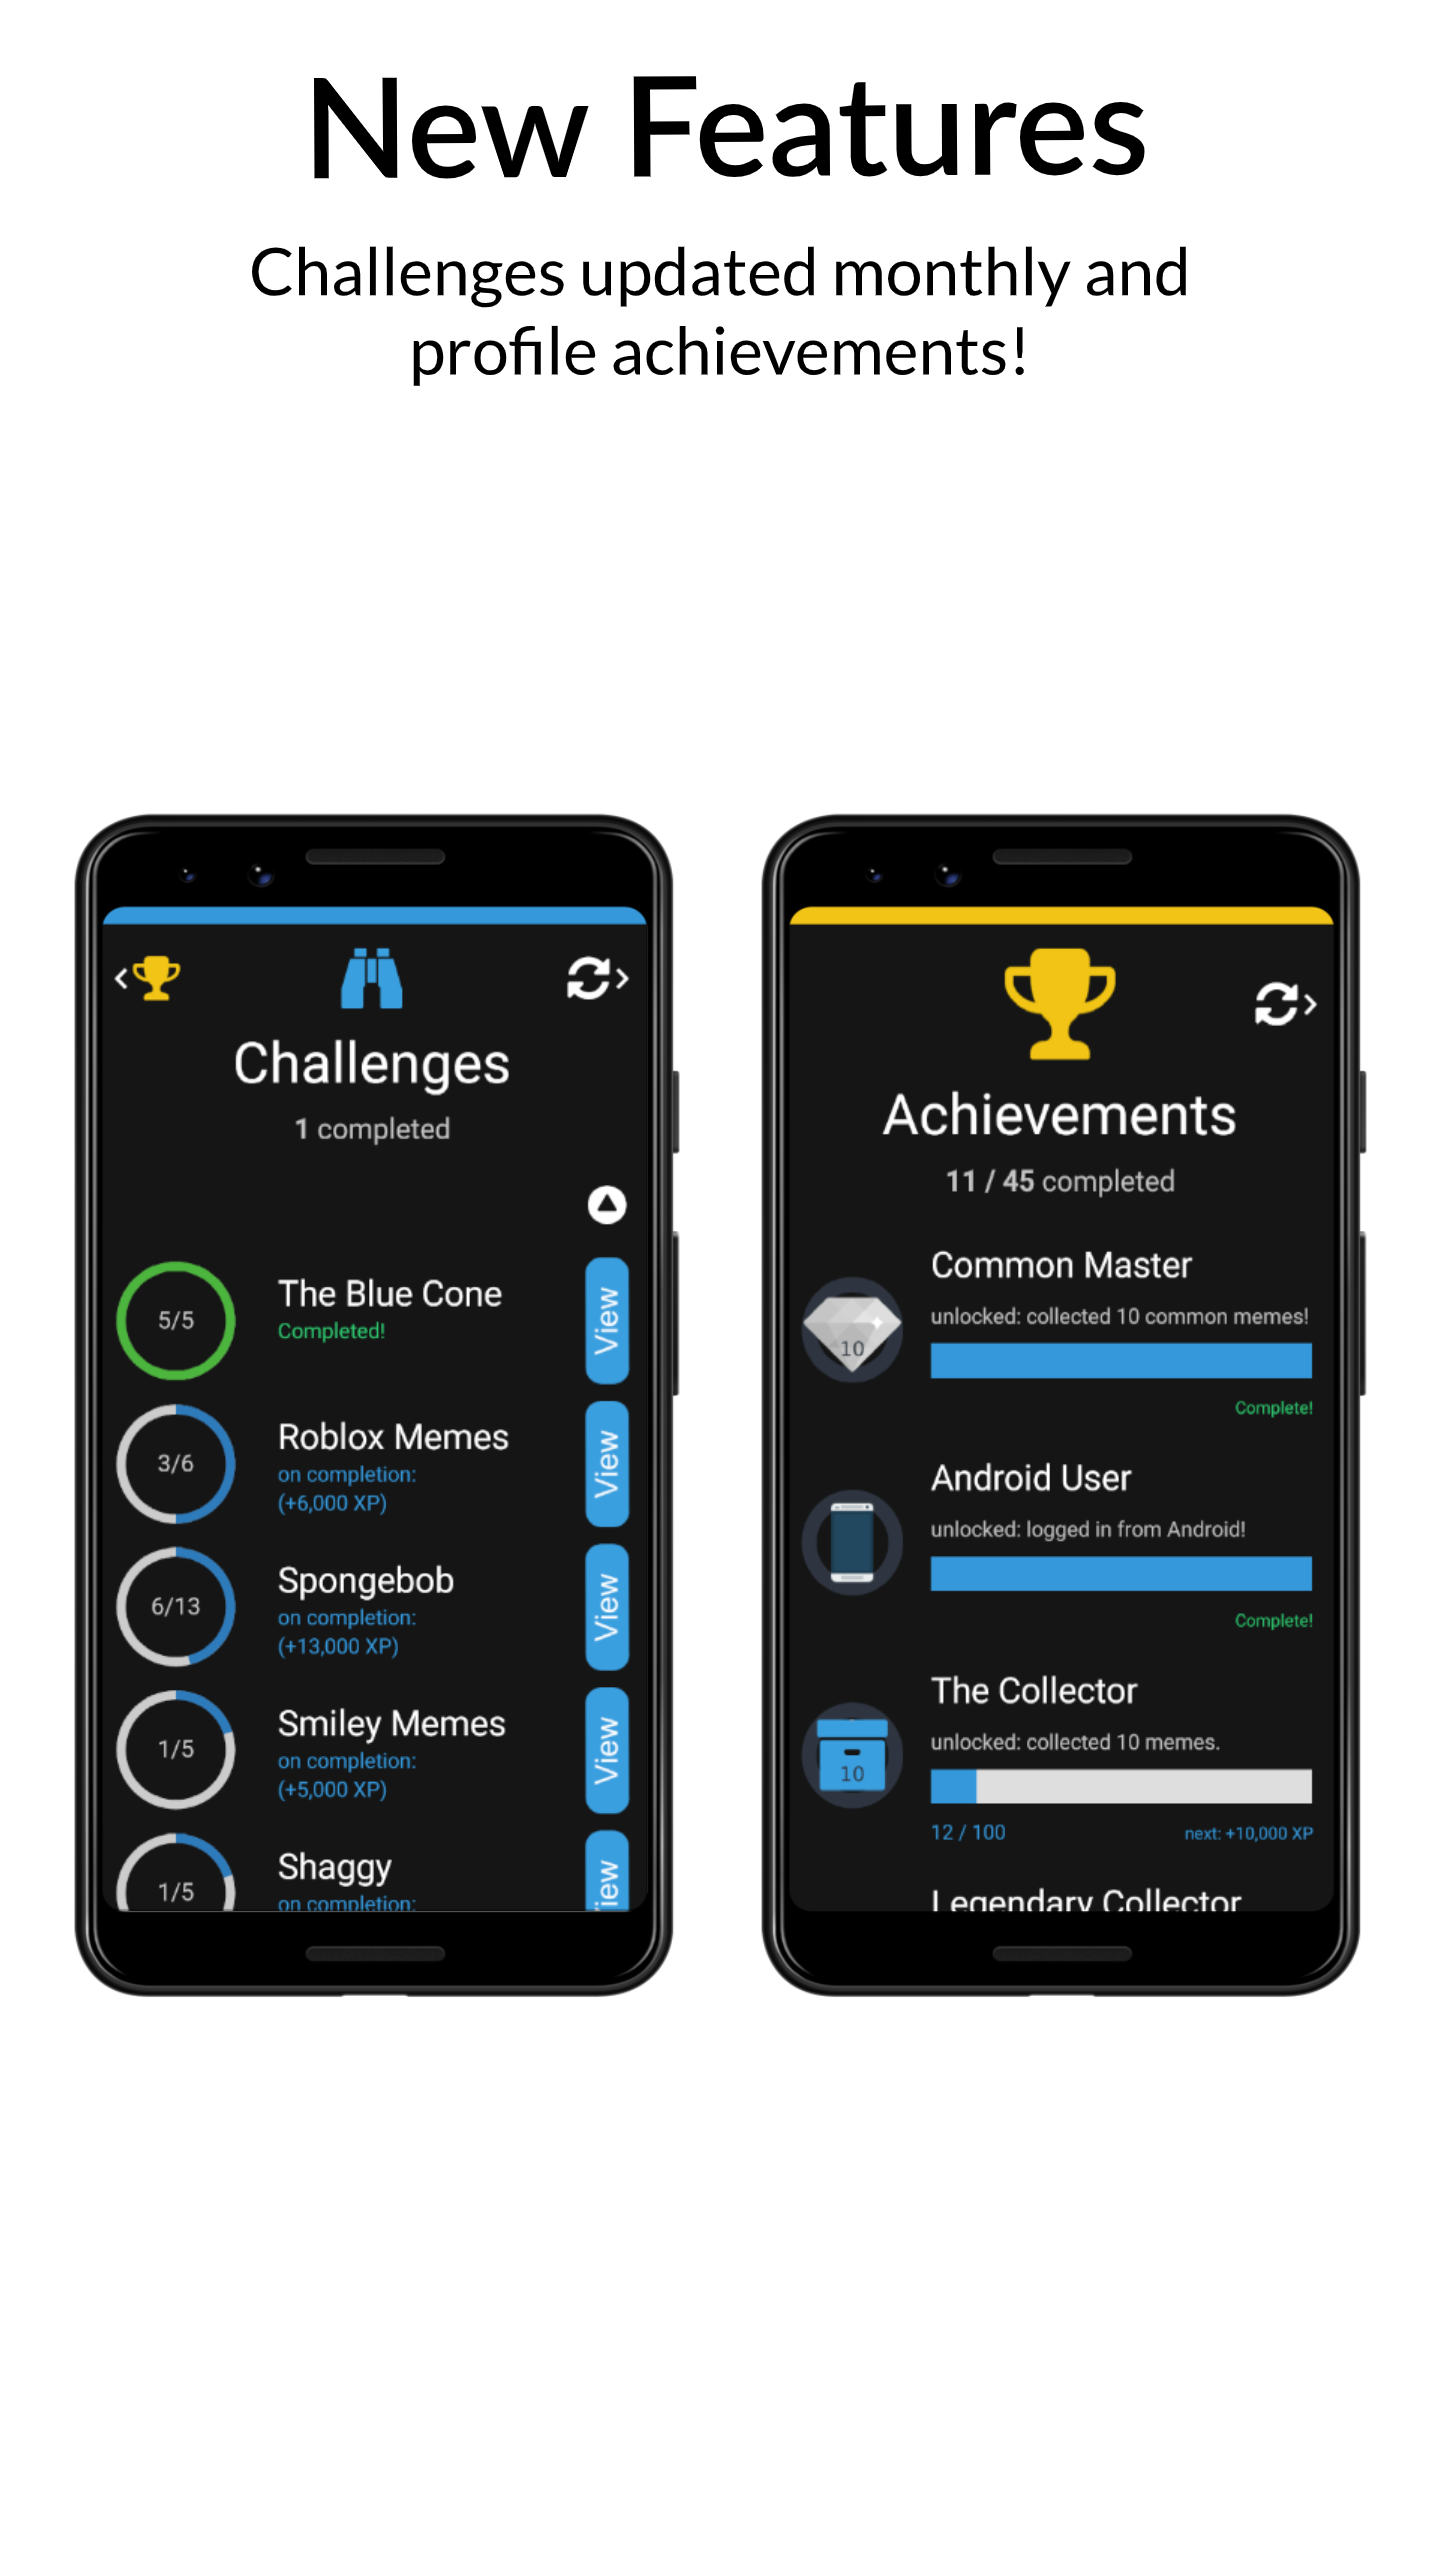 New Features
Challenges updated monthly and
profile achievements!
Challenges
1 completed
5/5
The Blue Cone
Completed!
View
3/6
Roblox Memes
on completion:
(+6,000 XP)
View
6/13
Spongebob
on completion:
(+13,000 XP)
View
1/5
Smiley Memes
on completion:
(+5,000 XP)
View
1/5
Shaggy
on completion:
View
Achievements
11 / 45 completed
Common Master
unlocked: collected 10 common memes!
10
Complete!
Android User
unlocked: logged in from Android!
Complete!
The Collector
unlocked: collected 10 memes.
10
12 / 100
next: +10,000 XP
Legendary Collector